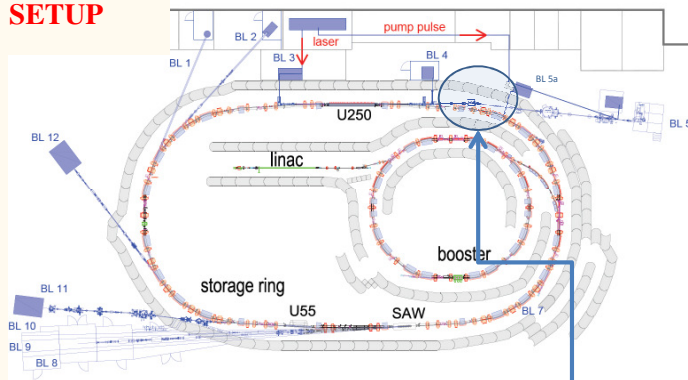 SETUP
BL 2
BL 1
laser
pump pulse
BL 3
BL 4
BL 5a
BL 5
U250
BL 12
linac
booster
storage ring
BL 11
U55
SAW
BL 7
BL 10
BL 9
BL 8